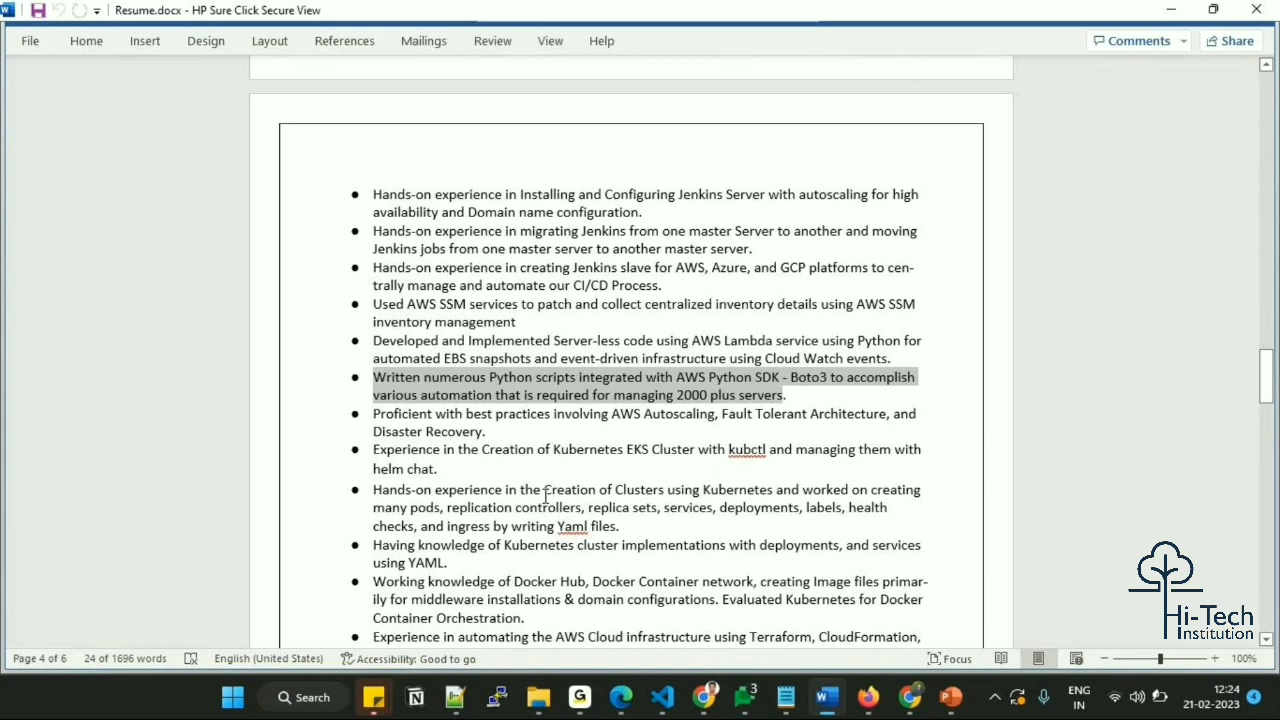 Resume.docx - HP Sure Click Secure View
File Home Insert Design Layout References Mailings Review View Help Comments Share
● Hands-on experience in Installing and Configuring Jenkins Server with autoscaling for high
availability and Domain name configuration.
● Hands-on experience in migrating Jenkins from one master Server to another and moving
Jenkins jobs from one master server to another master server.
● Hands-on experience in creating Jenkins slave for AWS, Azure, and GCP platforms to cen-
trally manage and automate our CI/CD Process.
● Used AWS SSM services to patch and collect centralized inventory details using AWS SSM
inventory management
● Developed and Implemented Server-less code using AWS Lambda service using Python for
automated EBS snapshots and event-driven infrastructure using Cloud Watch events.
● Written numerous Python scripts integrated with AWS Python SDK - Boto3 to accomplish
various automation that is required for managing 2000 plus servers.
● Proficient with best practices involving AWS Autoscaling, Fault Tolerant Architecture, and
Disaster Recovery.
● Experience in the Creation of Kubernetes EKS Cluster with kubctl and managing them with
helm chat.
● Hands-on experience in the Creation of Clusters using Kubernetes and worked on creating
many pods, replication controllers, replica sets, services, deployments, labels, health
checks, and ingress by writing Yaml files.
● Having knowledge of Kubernetes cluster implementations with deployments, and services
using YAML.
● Working knowledge of Docker Hub, Docker Container network, creating Image files primar-
ily for middleware installations & domain configurations. Evaluated Kubernetes for Docker
Container Orchestration.
● Experience in automating the AWS Cloud infrastructure using Terraform, CloudFormation,
Hi-Tech
Institution
Page 4 of 6 24 of 1696 words English (United States) Accessibility: Good to go Focus 100%
Search 3 ENG 12:24
IN 21-02-2023 4